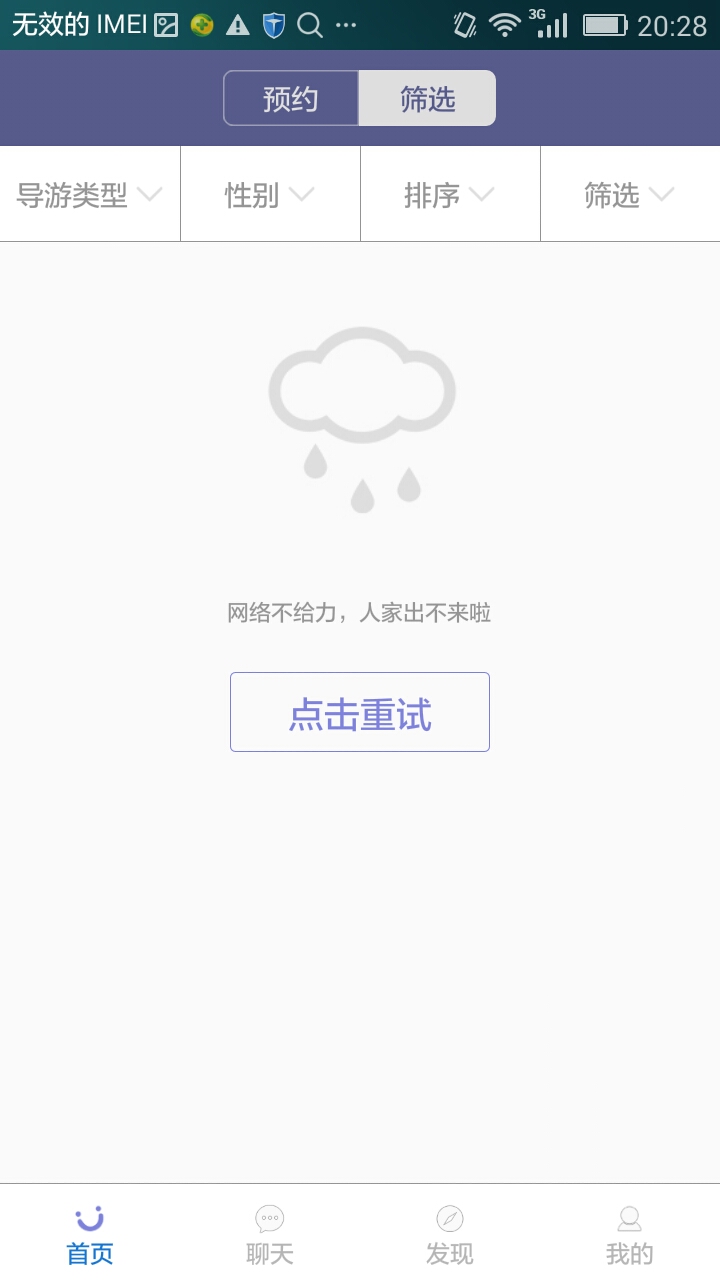 无效的 IMEI 3G 20:28
预约 筛选
导游类型 性别 排序 筛选
网络不给力，人家出不来啦
点击重试
首页 聊天 发现 我的